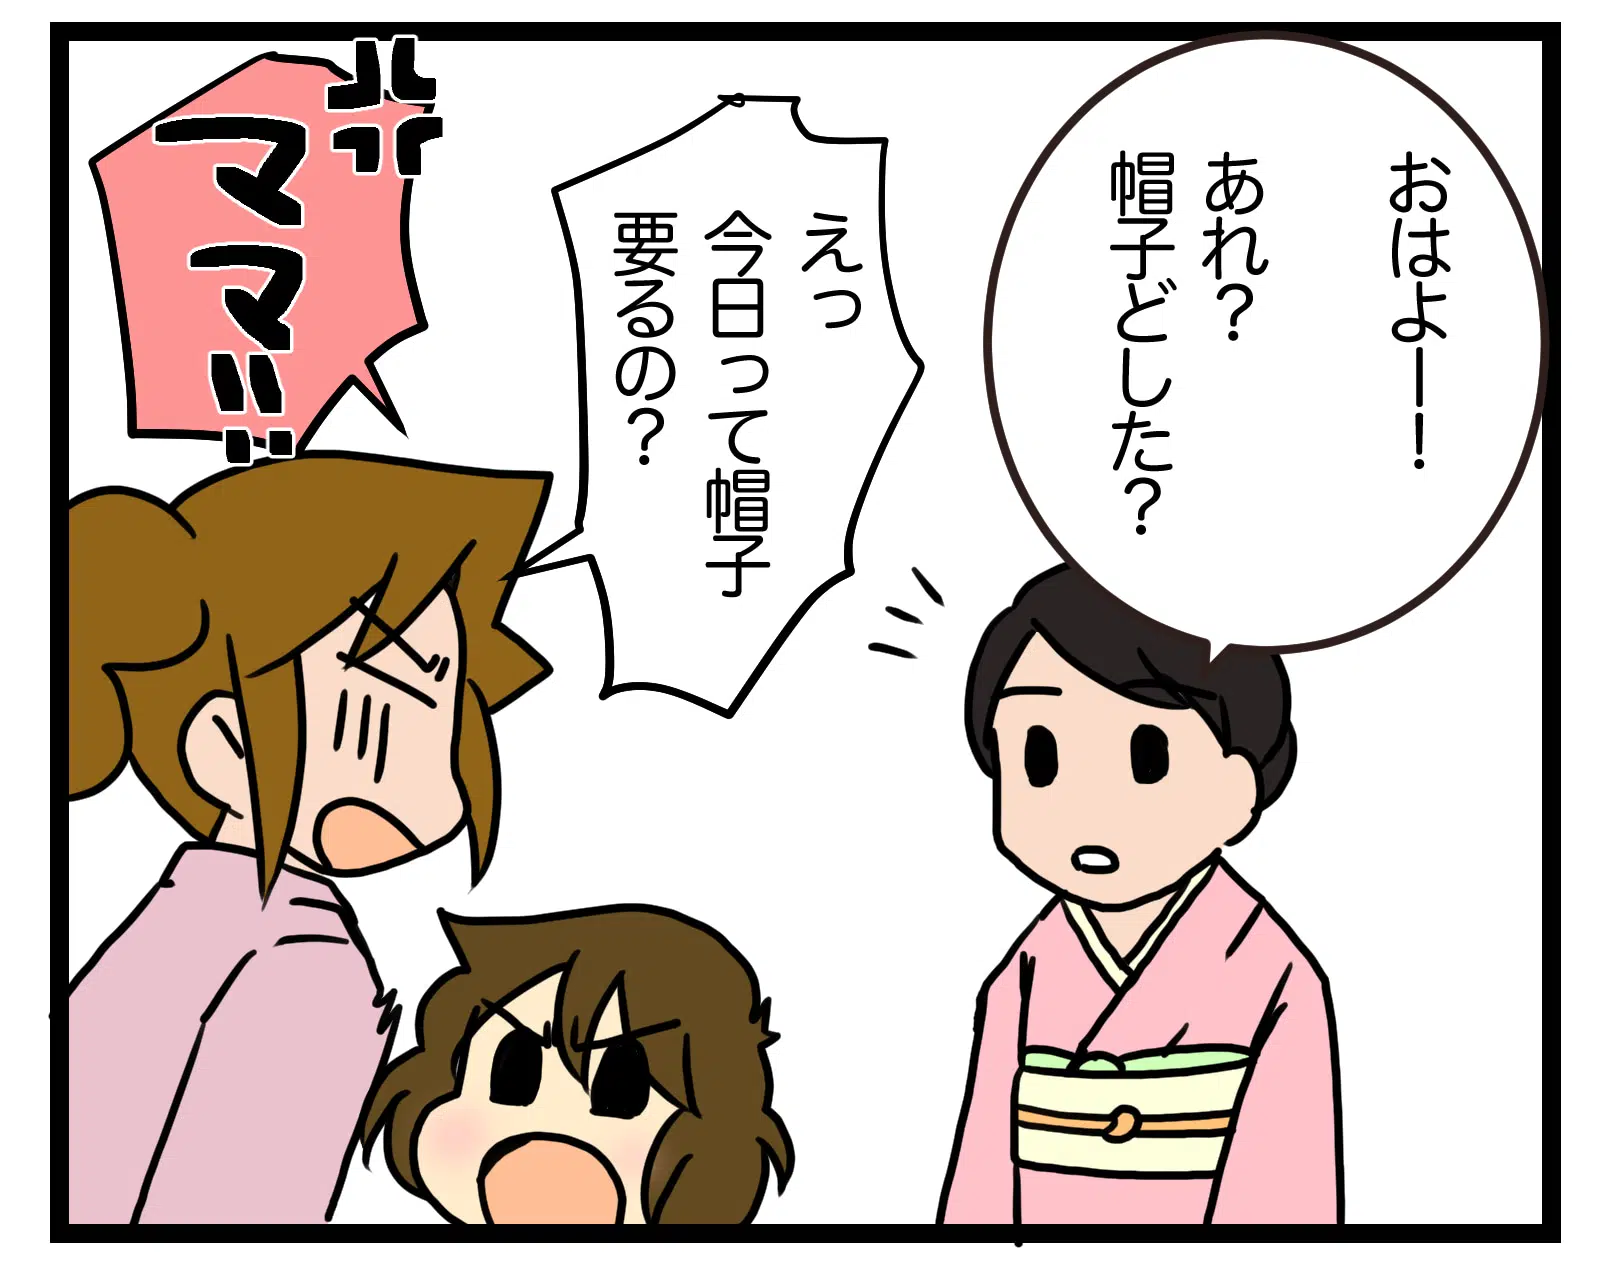 おはよー！
あれ？
帽子どした？
えっ
今日って帽子
要るの？
ママ!!